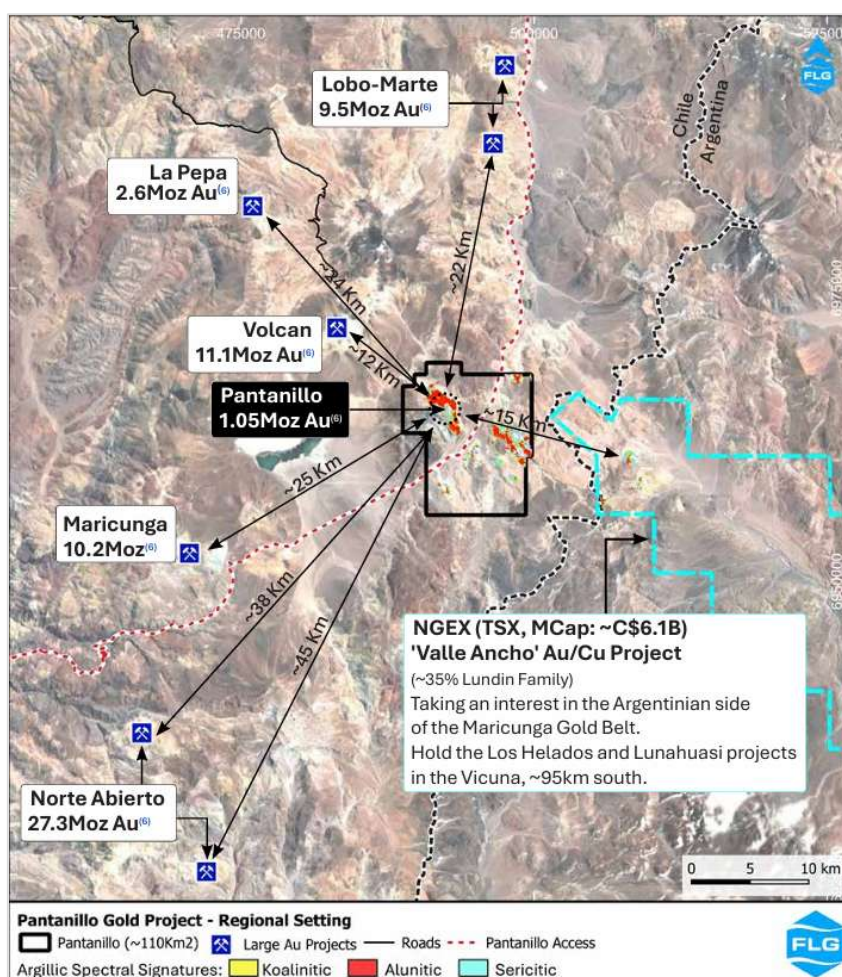 475000
500000
525000
FLG
Lobo-Marte
9.5Moz Au(6)
Chile
Argentina
La Pepa
2.6Moz Au(6)
~24 Km
~22 Km
6975000
Volcan
11.1Moz Au(6)
~12 Km
Pantanillo
1.05Moz Au(6)
~15 Km
~25 Km
Maricunga
10.2Moz(6)
6950000
~38 Km
~45 Km
NGEX (TSX, MCap: ~C$6.1B)
'Valle Ancho' Au/Cu Project
(~35% Lundin Family)
Taking an interest in the Argentinian side
of the Maricunga Gold Belt.
Hold the Los Helados and Lunahuasi projects
in the Vicuna, ~95km south.
Norte Abierto
27.3Moz Au(6)
0 5 10 km
Pantanillo Gold Project - Regional Setting
Pantanillo (~110Km2) Large Au Projects Roads Pantanillo Access
Argillic Spectral Signatures: Koalinitic Alunitic Sericitic
FLG